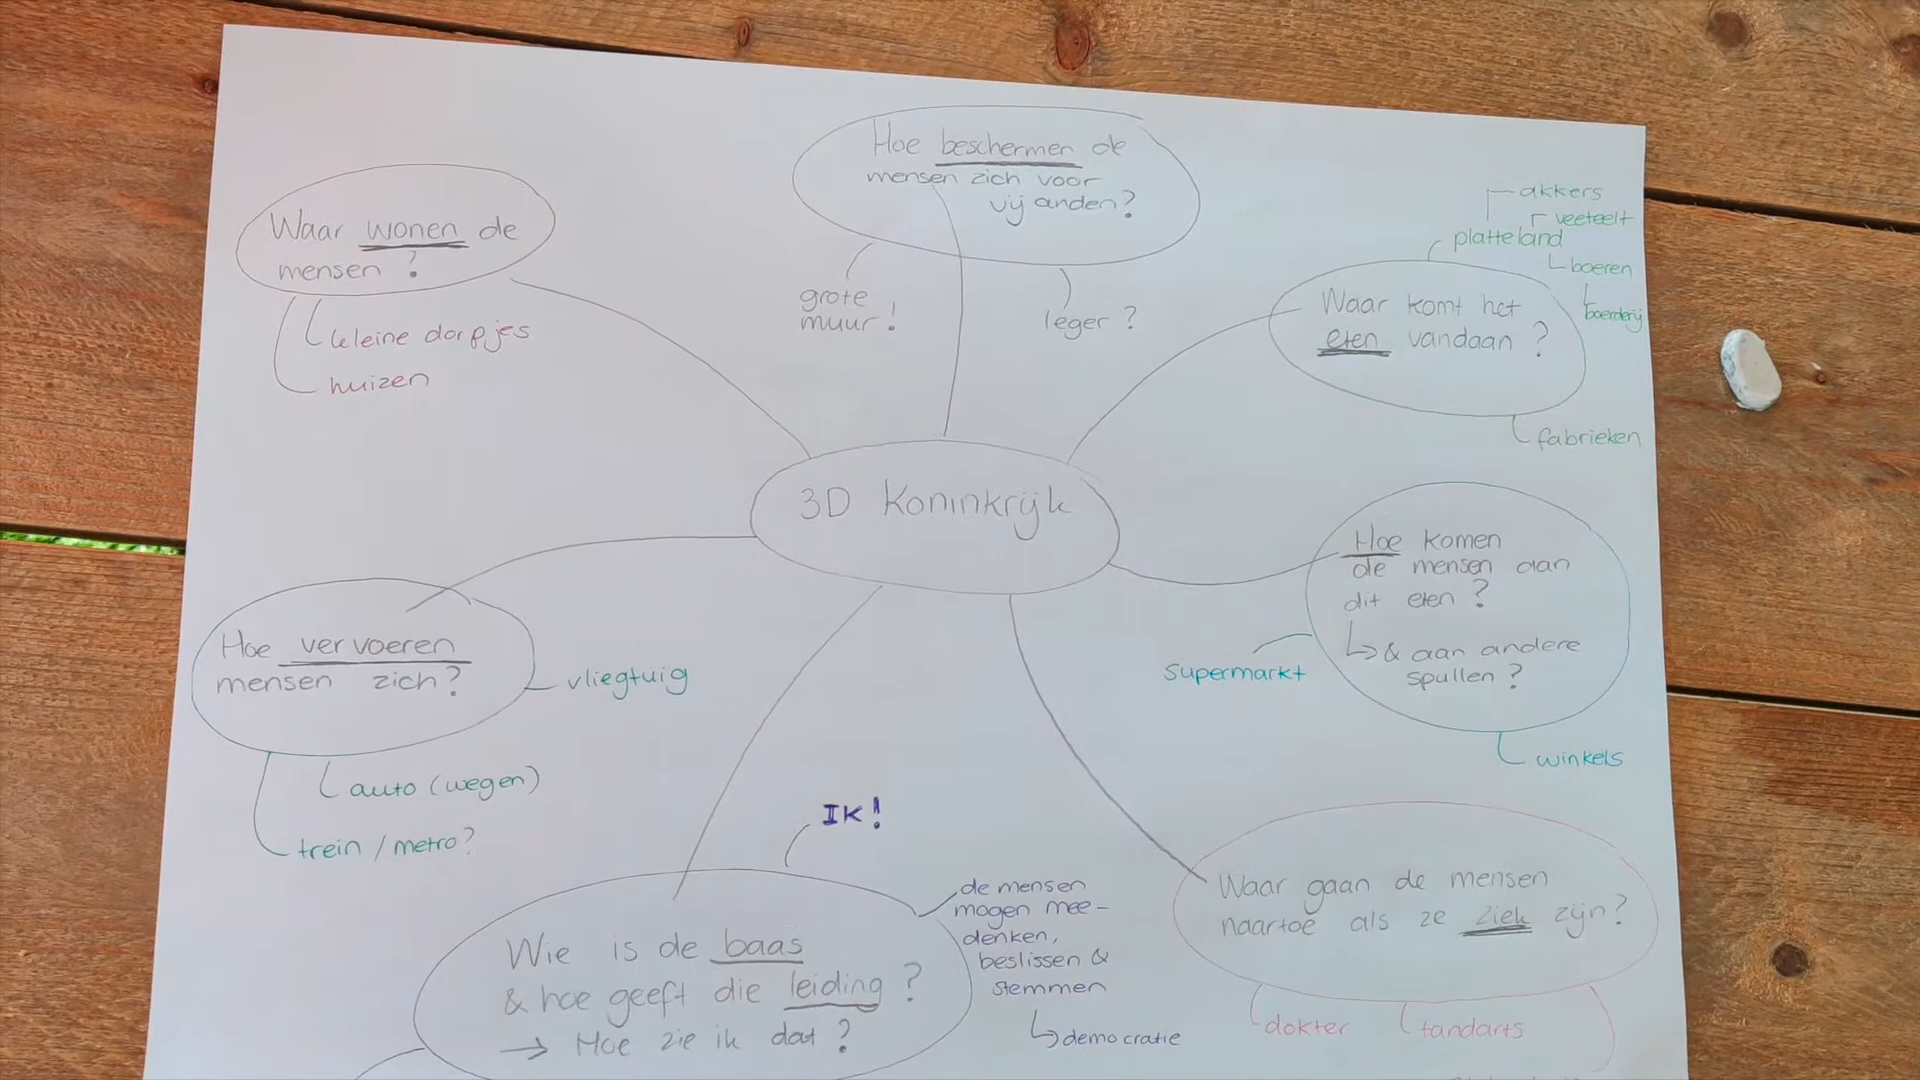 Hoe beschermen de
mensen zich voor
vijanden?
grote
muur!
leger?
Waar wonen de
mensen?
kleine dorpjes
huizen
akkers
veeteelt
platteland
boeren
boerderij
Waar komt het
eten vandaan?
fabrieken
3D Koninkrijk
Hoe komen
de mensen aan
dit eten?
↳ & aan andere
spullen?
supermarkt
winkels
Hoe vervoeren
mensen zich?
vliegtuig
auto (wegen)
trein / metro?
IK!
de mensen
mogen mee-
denken,
beslissen &
stemmen
↳ democratie
Wie is de baas
& hoe geeft die leiding?
→ Hoe zie ik dat?
Waar gaan de mensen
naartoe als ze ziek zijn?
dokter
tandarts